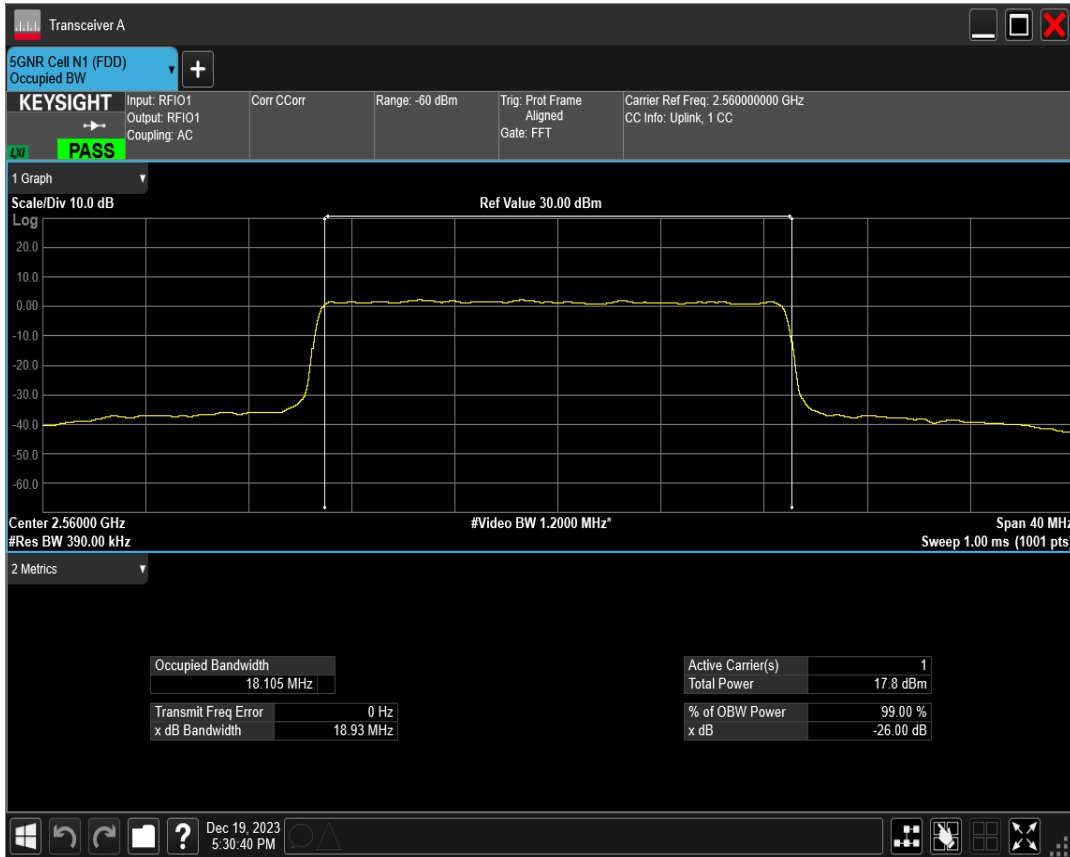 Transceiver A
5GNR Cell N1 (FDD)
Occupied BW
+
KEYSIGHT
LXI
PASS
Input: RFIO1
Output: RFIO1
Coupling: AC
Corr CCorr
Range: -60 dBm
Trig: Prot Frame
Aligned
Gate: FFT
Carrier Ref Freq: 2.560000000 GHz
CC Info: Uplink, 1 CC
1 Graph
Scale/Div 10.0 dB
Ref Value 30.00 dBm
Log
20.0
10.0
0.00
-10.0
-20.0
-30.0
-40.0
-50.0
-60.0
Center 2.56000 GHz
#Video BW 1.2000 MHz*
Span 40 MHz
#Res BW 390.00 kHz
Sweep 1.00 ms (1001 pts)
2 Metrics
Occupied Bandwidth
18.105 MHz
Transmit Freq Error 0 Hz
x dB Bandwidth 18.93 MHz
Active Carrier(s) 1
Total Power 17.8 dBm
% of OBW Power 99.00 %
x dB -26.00 dB
?
Dec 19, 2023
5:30:40 PM